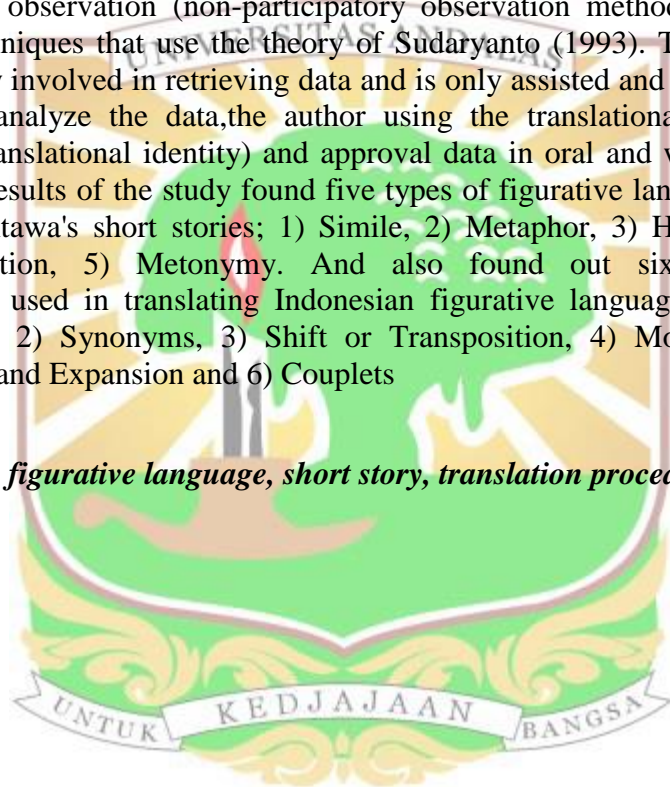 observation (non-participatory observation method
niques that use the theory of Sudaryanto (1993). T
involved in retrieving data and is only assisted and
analyze the data,the author using the translationa
anslational identity) and approval data in oral and w
esults of the study found five types of figurative lan
tawa's short stories; 1) Simile, 2) Metaphor, 3) H
tion, 5) Metonymy. And also found out six
used in translating Indonesian figurative languag
2) Synonyms, 3) Shift or Transposition, 4) Mo
and Expansion and 6) Couplets
figurative language, short story, translation proced
UNIVERSITAS ANDALAS
UNTUK KEDJAJAAN BANGSA